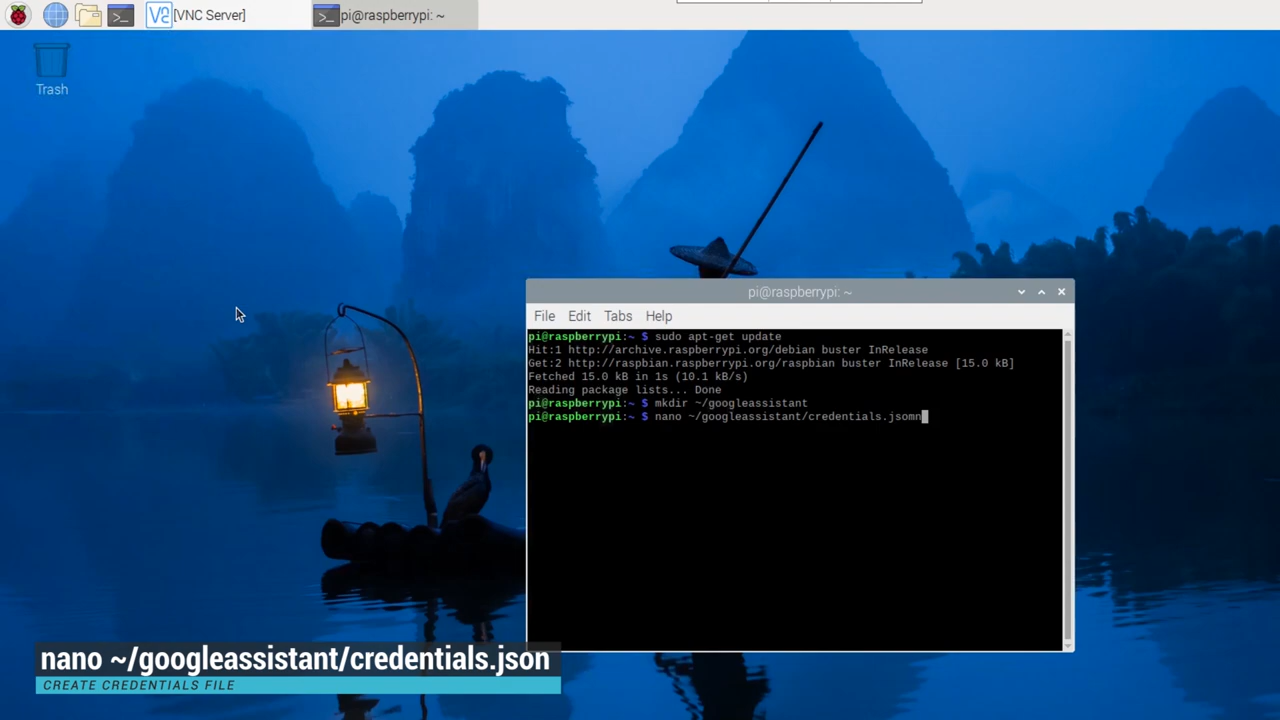 [VNC Server]
pi@raspberrypi: ~
Trash
pi@raspberrypi: ~
File Edit Tabs Help
pi@raspberrypi:~ $ sudo apt-get update
Hit:1 http://archive.raspberrypi.org/debian buster InRelease
Get:2 http://raspbian.raspberrypi.org/raspbian buster InRelease [15.0 kB]
Fetched 15.0 kB in 1s (10.1 kB/s)
Reading package lists... Done
pi@raspberrypi:~ $ mkdir ~/googleassistant
pi@raspberrypi:~ $ nano ~/googleassistant/credentials.jsomn
nano ~/googleassistant/credentials.json
CREATE CREDENTIALS FILE